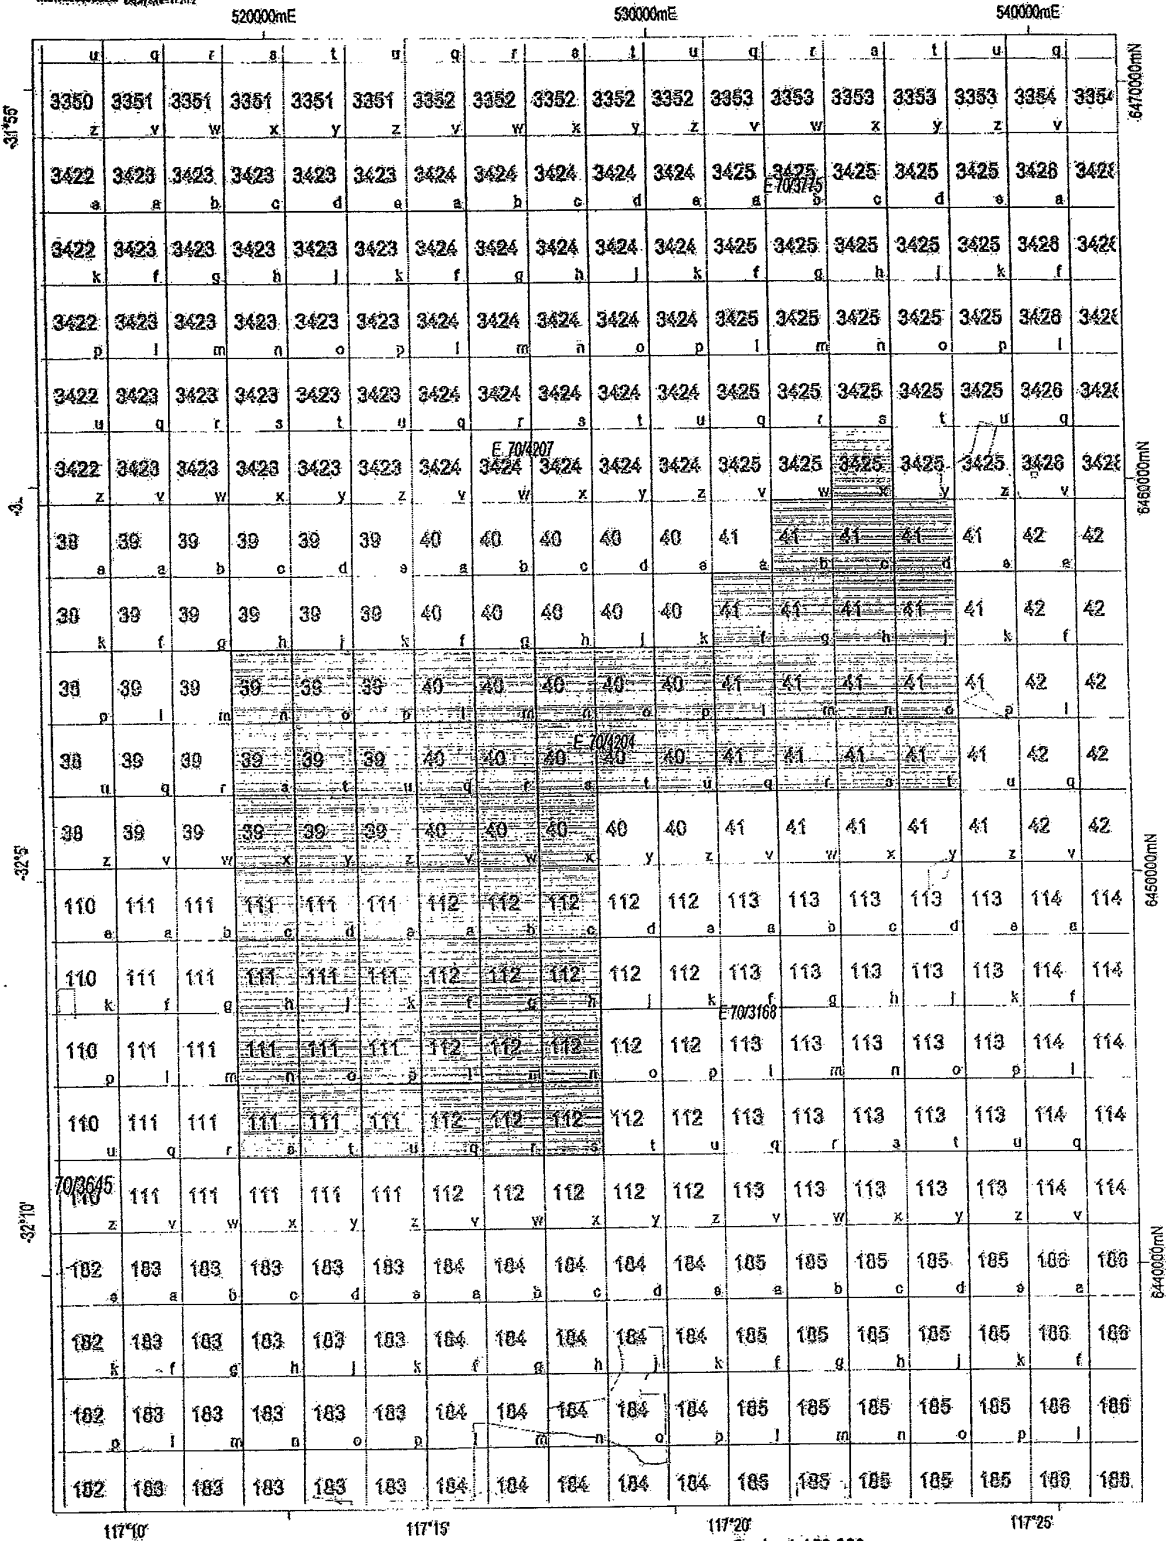 520000mE 530000mE 540000mE
u q r s t u q r s t u q r s t u q
3350 3351 3351 3351 3351 3351 3352 3352 3352 3352 3352 3353 3353 3353 3353 3353 3354 3354
z v w x y z v w x y z v w x y z v
-31°55' 6470000mN
3422 3423 3423 3423 3423 3423 3424 3424 3424 3424 3424 3425 3425 3425 3425 3425 3426
E 70/3775
e a b c d e a b c d e a b c d e a
3422 3423 3423 3423 3423 3423 3424 3424 3424 3424 3424 3425 3425 3425 3425 3425 3426
k f g h j k f g h j k f g h j k f
3422 3423 3423 3423 3423 3423 3424 3424 3424 3424 3424 3425 3425 3425 3425 3425 3426
p l m n o p l m n o p l m n o p l
3422 3423 3423 3423 3423 3423 3424 3424 3424 3424 3424 3425 3425 3425 3425 3425 3426
u q r s t u q r s t u q r s t u q
E 70/4207
3422 3423 3423 3423 3423 3423 3424 3424 3424 3424 3424 3425 3425 3425 3425 3425 3426
z v w x y z v w x y z v w x y z v
6460000mN
38 39 39 39 39 39 40 40 40 40 40 41 41 41 41 41 42 42
e a b c d e a b c d e a b c d e a
38 39 39 39 39 39 40 40 40 40 40 41 41 41 41 41 42 42
k f g h j k f g h j k f g h j k f
38 39 39 39 39 39 40 40 40 40 40 41 41 41 41 41 42 42
p l m n o p l m n o p l m n o p l
E 70/4204
38 39 39 39 39 39 40 40 40 40 40 41 41 41 41 41 42 42
u q r s t u q r s t u q r s t u q
38 39 39 39 39 39 40 40 40 40 40 41 41 41 41 41 42 42
z v w x y z v w x y z v w x y z v
-32°5' 6450000mN
110 111 111 111 111 111 112 112 112 112 112 113 113 113 113 113 114 114
e a b c d e a b c d e a b c d e a
110 111 111 111 111 111 112 112 112 112 112 113 113 113 113 113 114 114
k f g h j k f g h j k f g h j k f
E 70/3168
110 111 111 111 111 111 112 112 112 112 112 113 113 113 113 113 114 114
p l m n o p l m n o p l m n o p l
110 111 111 111 111 111 112 112 112 112 112 113 113 113 113 113 114 114
u q r s t u q r s t u q r s t u q
70/3645
110 111 111 111 111 111 112 112 112 112 112 113 113 113 113 113 114 114
z v w x y z v w x y z v w x y z v
-32°10' 6440000mN
182 183 183 183 183 183 184 184 184 184 184 185 185 185 185 185 186 186
e a b c d e a b c d e a b c d e a
182 183 183 183 183 183 184 184 184 184 184 185 185 185 185 185 186 186
k f g h j k f g h j k f g h j k f
182 183 183 183 183 183 184 184 184 184 184 185 185 185 185 185 186 186
p l m n o p l m n o p l m n o p l
182 183 183 183 183 183 184 184 184 184 184 185 185 185 185 185 186 186
117°10' 117°15' 117°20' 117°25'